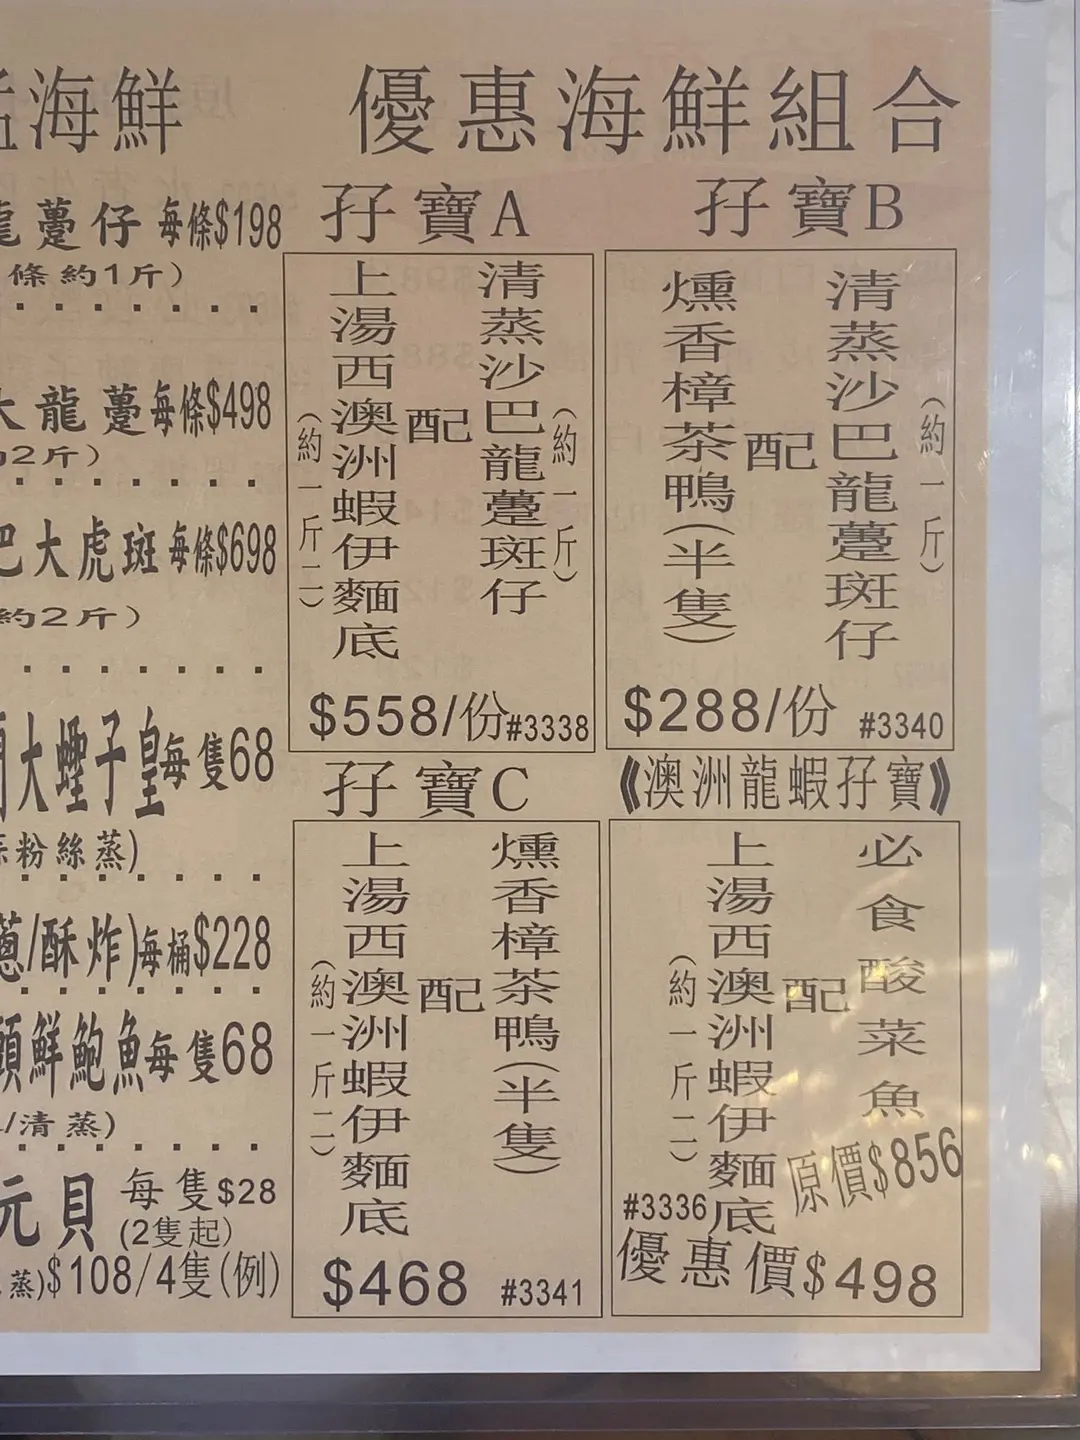 海鮮
龍躉仔 每條$198
條約1斤)
大龍躉每條$498
2斤)
巴大虎斑每條$698
約2斤)
大蟶子皇每隻68
粉絲蒸)
蔥/酥炸)每桶$228
頭鮮鮑魚每隻68
/清蒸)
元貝 每隻$28
(2隻起)
蒸)$108/4隻(例)
優惠海鮮組合
孖寶A
清蒸沙巴龍躉斑仔
(約一斤)
配
上湯西澳洲蝦伊麵底
(約一斤二)
$558/份#3338
孖寶B
清蒸沙巴龍躉斑仔
(約一斤)
配
燻香樟茶鴨(半隻)
$288/份 #3340
孖寶C
燻香樟茶鴨(半隻)
配
上湯西澳洲蝦伊麵底
(約一斤二)
$468 #3341
《澳洲龍蝦孖寶》
必食酸菜魚
配
上湯西澳洲蝦伊麵底
(約一斤二)
原價$856
#3336
優惠價$498